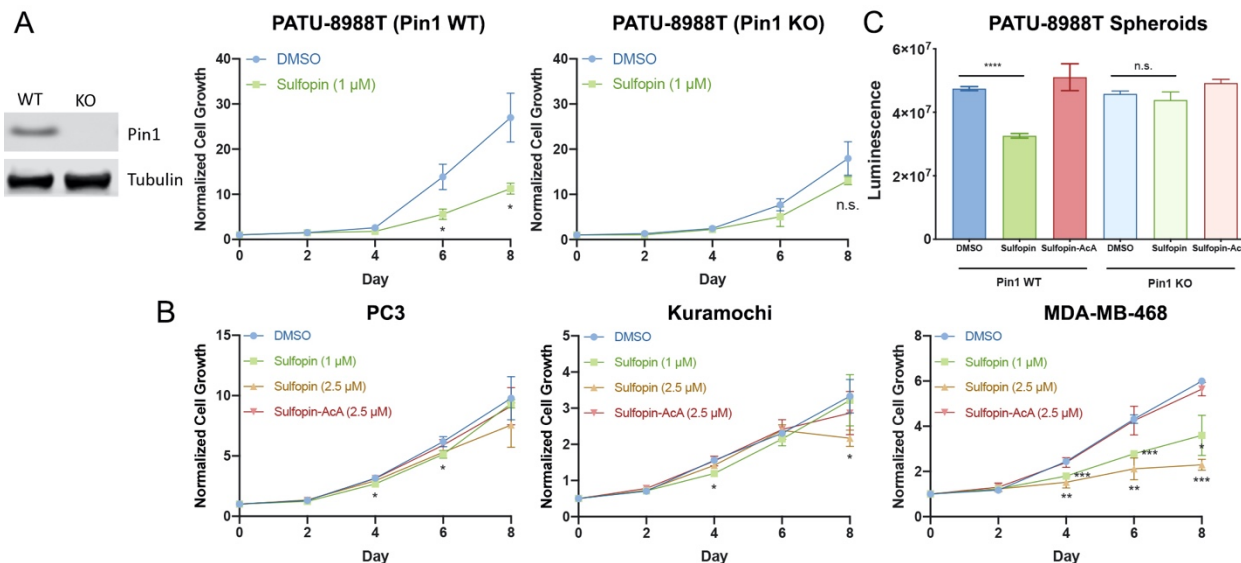 A
WT KO
Pin1
Tubulin
PATU-8988T (Pin1 WT)
DMSO
Sulfopin (1 µM)
Normalized Cell Growth
40
30
20
10
0
0 2 4 6 8
Day
*
*
PATU-8988T (Pin1 KO)
DMSO
Sulfopin (1 µM)
Normalized Cell Growth
40
30
20
10
0
0 2 4 6 8
Day
n.s.
C
PATU-8988T Spheroids
Luminescence
6×10⁷
4×10⁷
2×10⁷
0
****
n.s.
DMSO Sulfopin Sulfopin-AcA DMSO Sulfopin Sulfopin-AcA
Pin1 WT Pin1 KO
B
PC3
DMSO
Sulfopin (1 µM)
Sulfopin (2.5 µM)
Sulfopin-AcA (2.5 µM)
Normalized Cell Growth
15
10
5
0
0 2 4 6 8
Day
*
*
Kuramochi
DMSO
Sulfopin (1 µM)
Sulfopin (2.5 µM)
Sulfopin-AcA (2.5 µM)
Normalized Cell Growth
5
4
3
2
1
0
0 2 4 6 8
Day
*
*
MDA-MB-468
DMSO
Sulfopin (1 µM)
Sulfopin (2.5 µM)
Sulfopin-AcA (2.5 µM)
Normalized Cell Growth
8
6
4
2
0
0 2 4 6 8
Day
***
**
***
**
*
***